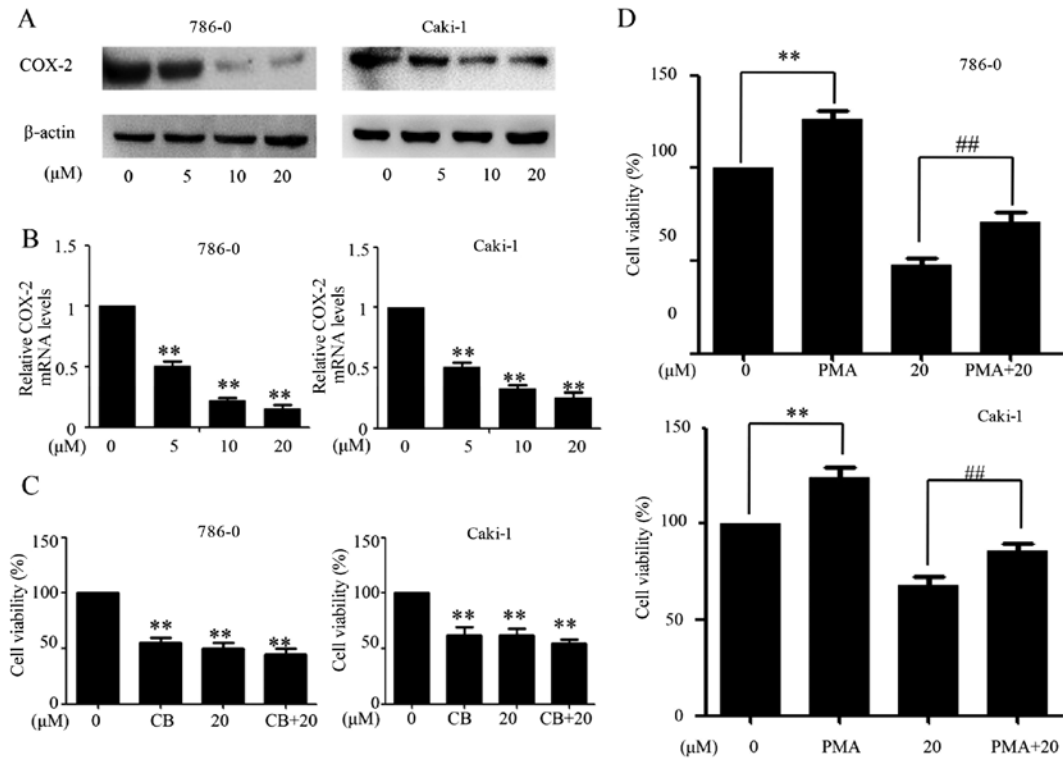 A
786-0
Caki-1
COX-2
β-actin
(μM)
0
5
10
20
0
5
10
20
B
786-0
Relative COX-2
mRNA levels
1.5
1
0.5
0
**
**
**
(μM)
0
5
10
20
Caki-1
Relative COX-2
mRNA levels
1.5
1
0.5
0
**
**
**
(μM)
0
5
10
20
C
786-0
Cell viability (%)
150
100
50
0
**
**
**
(μM)
0
CB
20
CB+20
Caki-1
Cell viability (%)
150
100
50
0
**
**
**
(μM)
0
CB
20
CB+20
D
786-0
Cell viability (%)
150
100
50
0
**
##
(μM)
0
PMA
20
PMA+20
Caki-1
Cell viability (%)
150
100
50
0
**
##
(μM)
0
PMA
20
PMA+20